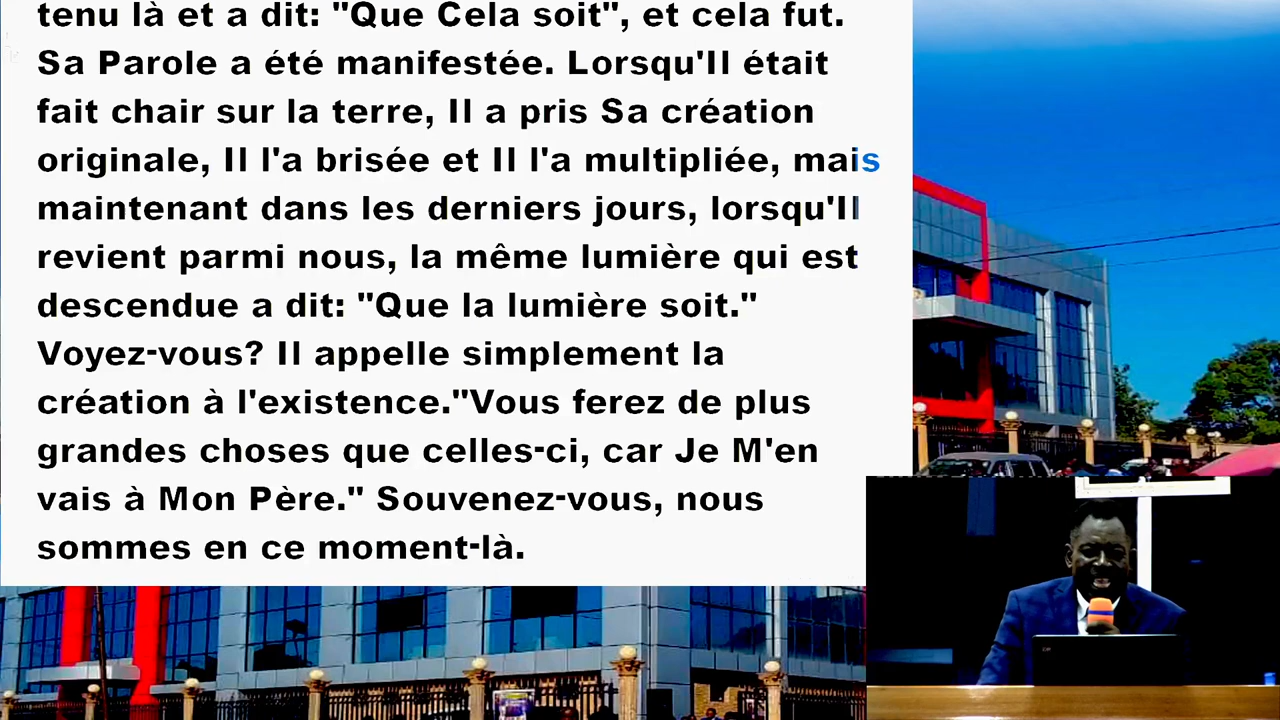 tenu là et a dit: "Que Cela soit", et cela fut.
Sa Parole a été manifestée. Lorsqu'Il était
fait chair sur la terre, Il a pris Sa création
originale, Il l'a brisée et Il l'a multipliée, mais
maintenant dans les derniers jours, lorsqu'Il
revient parmi nous, la même lumière qui est
descendue a dit: "Que la lumière soit."
Voyez-vous? Il appelle simplement la
création à l'existence."Vous ferez de plus
grandes choses que celles-ci, car Je M'en
vais à Mon Père." Souvenez-vous, nous
sommes en ce moment-là.